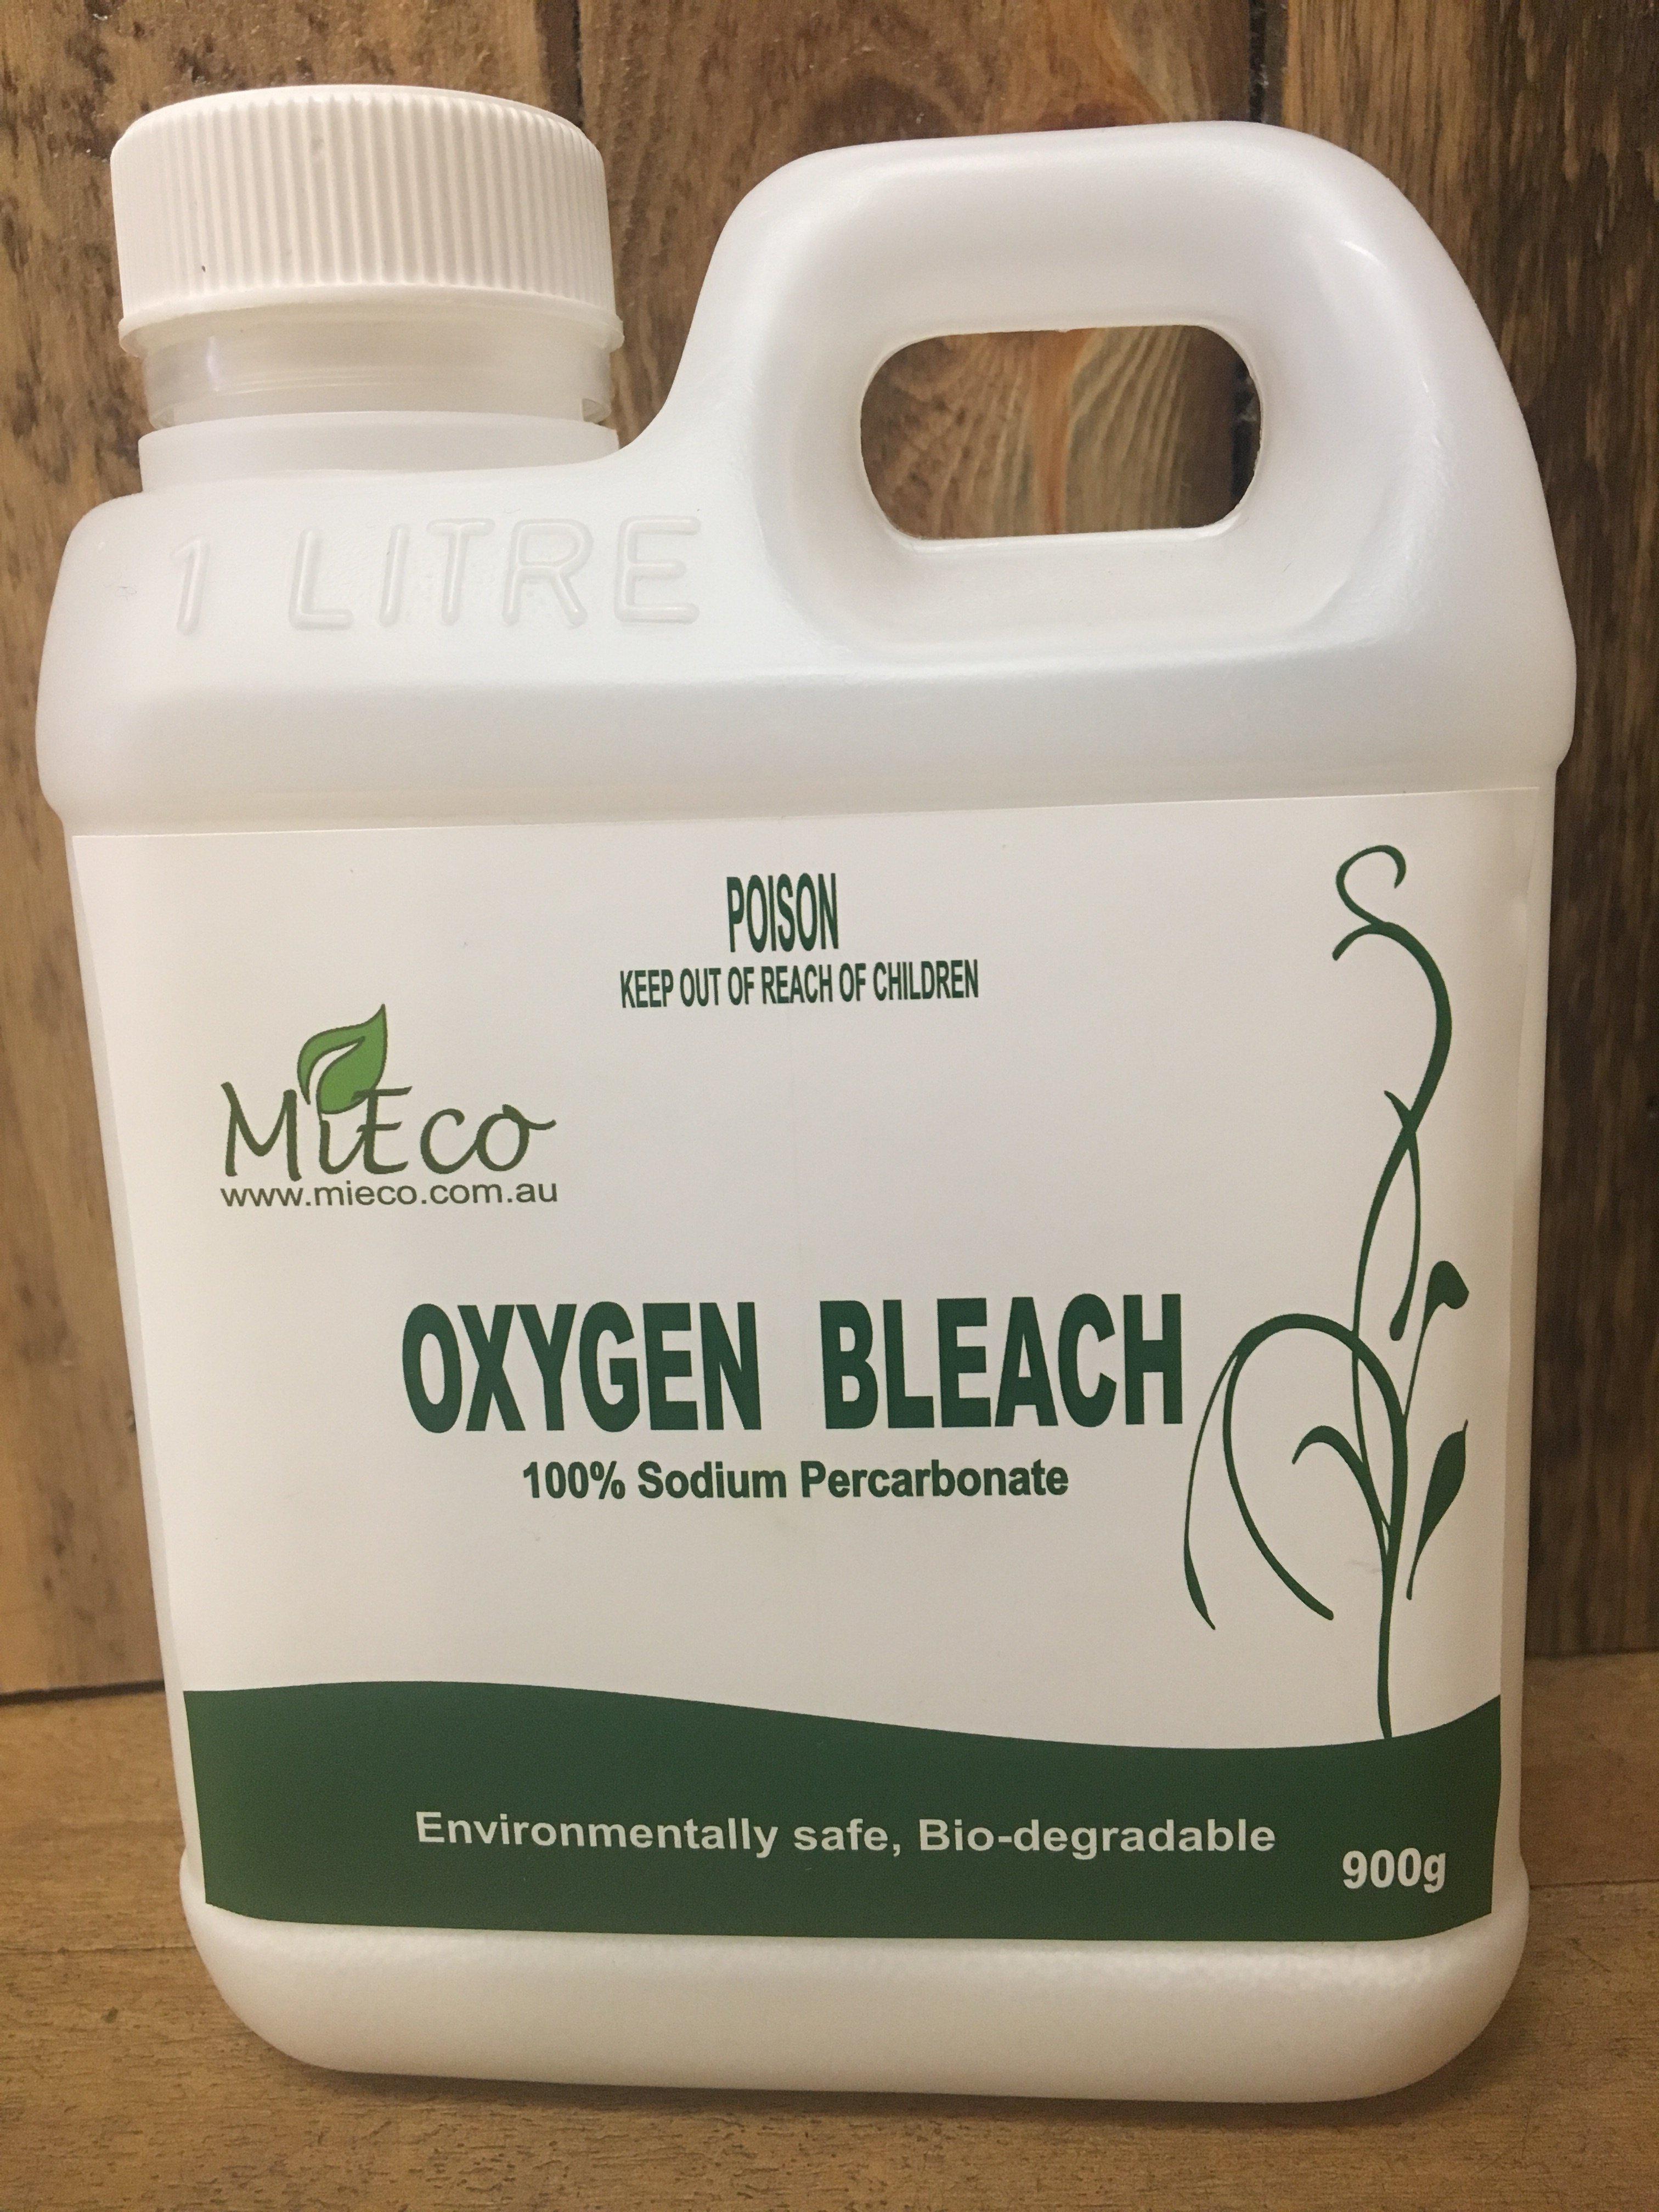 1 LITRE
POISON
KEEP OUT OF REACH OF CHILDREN
MiEco
www.mieco.com.au
OXYGEN BLEACH
100% Sodium Percarbonate
Environmentally safe, Bio-degradable
900g